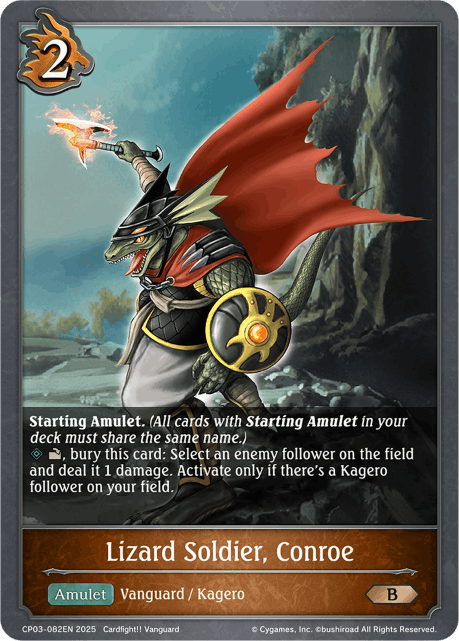 2
Starting Amulet. (All cards with Starting Amulet in your
deck must share the same name.)
, bury this card: Select an enemy follower on the field
and deal it 1 damage. Activate only if there's a Kagero
follower on your field.
Lizard Soldier, Conroe
Amulet Vanguard / Kagero B
CP03-082EN 2025 Cardfight!! Vanguard © Cygames, Inc. ©bushiroad All Rights Reserved.